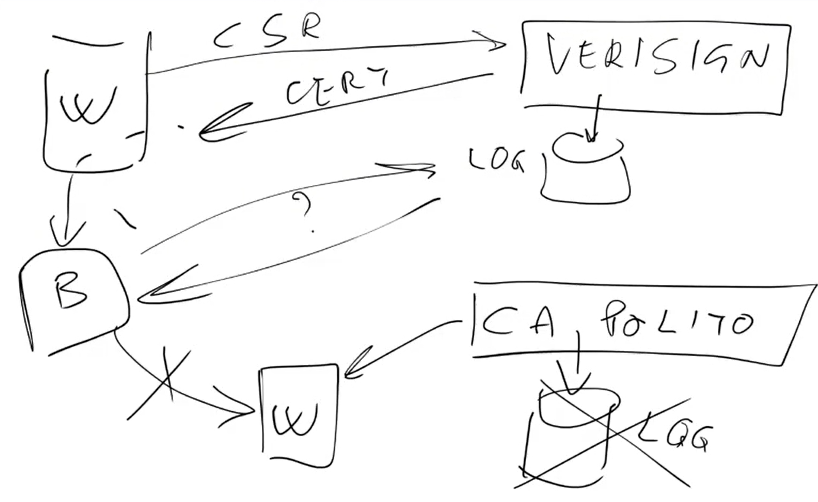 CSR
VERISIGN
CERT
W
LOG
?
B
CA POLITO
W
LOG